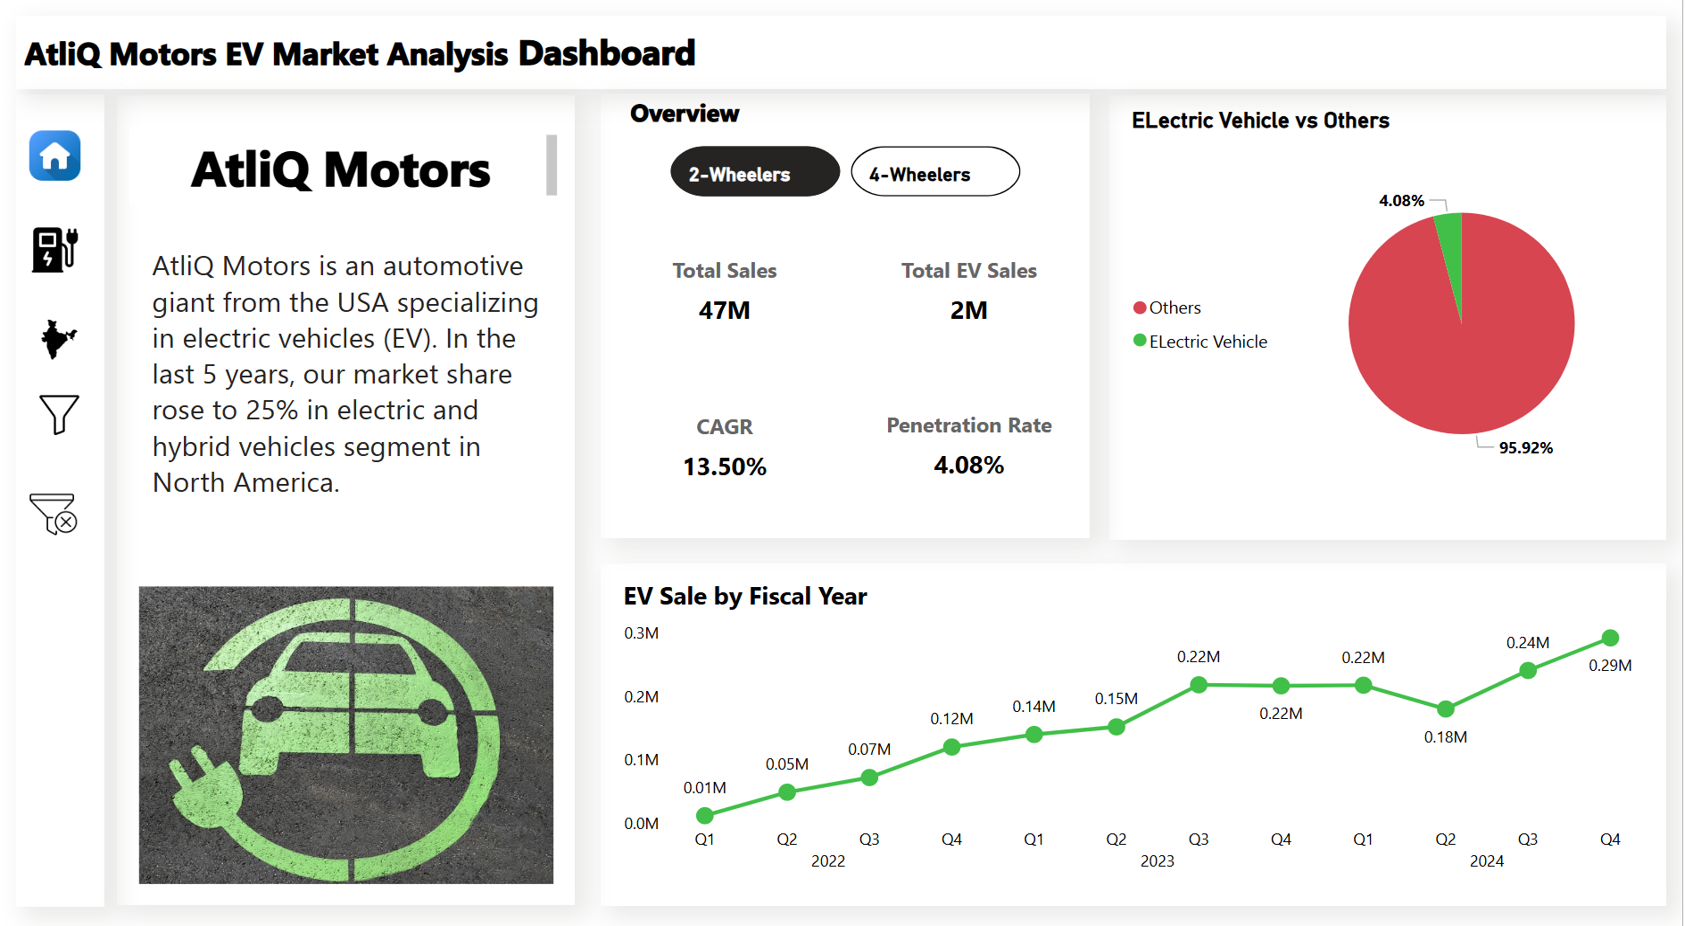 AtliQ Motors EV Market Analysis Dashboard
AtliQ Motors
AtliQ Motors is an automotive
giant from the USA specializing
in electric vehicles (EV). In the
last 5 years, our market share
rose to 25% in electric and
hybrid vehicles segment in
North America.
Overview
2-Wheelers
4-Wheelers
Total Sales
47M
Total EV Sales
2M
CAGR
13.50%
Penetration Rate
4.08%
ELectric Vehicle vs Others
Others
ELectric Vehicle
4.08%
95.92%
EV Sale by Fiscal Year
0.3M
0.2M
0.1M
0.0M
0.01M
0.05M
0.07M
0.12M
0.14M
0.15M
0.22M
0.22M
0.22M
0.18M
0.24M
0.29M
Q1 Q2 Q3 Q4 Q1 Q2 Q3 Q4 Q1 Q2 Q3 Q4
2022 2023 2024